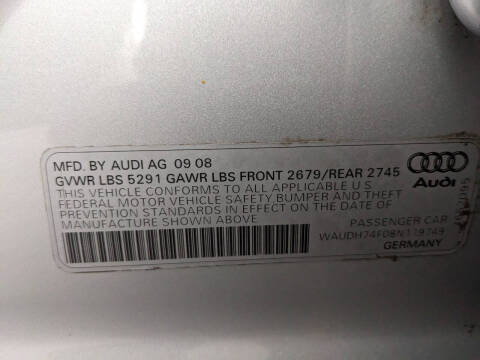 MFD. BY AUDI AG 09 08
GVWR LBS 5291 GAWR LBS FRONT 2679/REAR 2745
THIS VEHICLE CONFORMS TO ALL APPLICABLE U S
FEDERAL MOTOR VEHICLE SAFETY, BUMPER AND THEFT
PREVENTION STANDARDS IN EFFECT ON THE DATE OF
MANUFACTURE SHOWN ABOVE
Audi
PASSENGER CAR
WAUDH74F08N119749
GERMANY